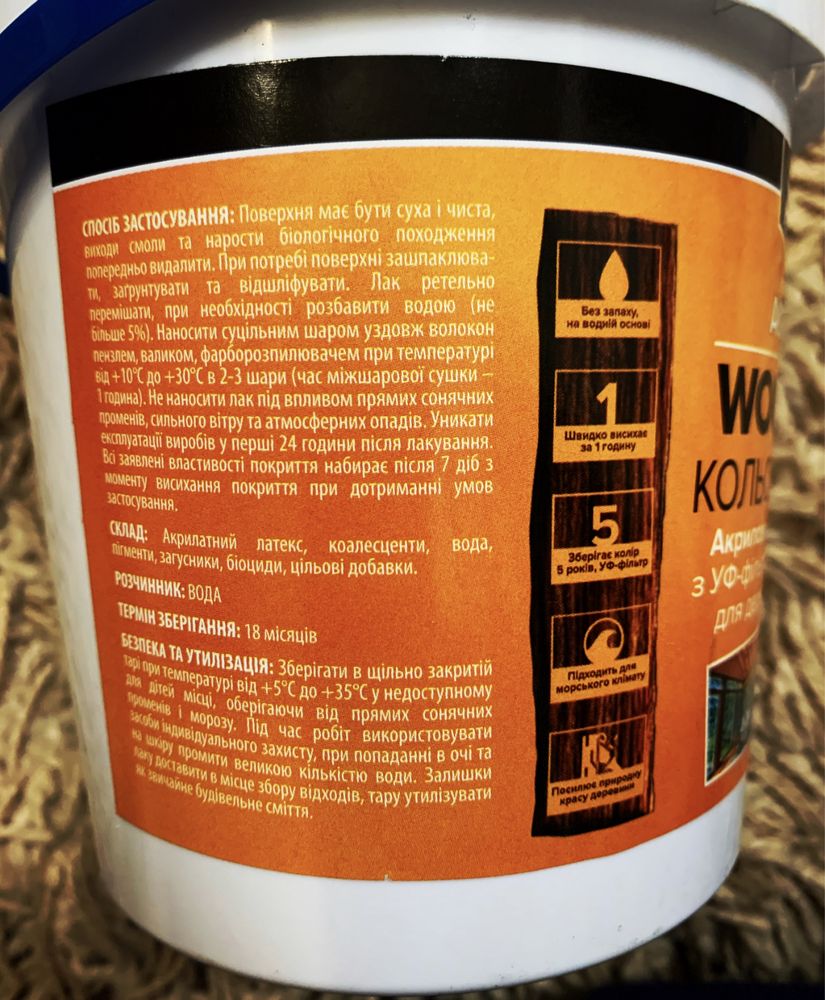 СПОСІБ ЗАСТОСУВАННЯ: Поверхня має бути суха і чиста,
виходи смоли та нарости біологічного походження
попередньо видалити. При потребі поверхні зашпаклюва-
ти, заґрунтувати та відшліфувати. Лак ретельно
перемішати, при необхідності розбавити водою (не
більше 5%). Наносити суцільним шаром уздовж волокон
пензлем, валиком, фарборозпилювачем при температурі
від +10°С до +30°С в 2-3 шари (час міжшарової сушки –
1 година). Не наносити лак під впливом прямих сонячних
променів, сильного вітру та атмосферних опадів. Уникати
експлуатації виробів у перші 24 години після лакування.
Всі заявлені властивості покриття набирає після 7 діб з
моменту висихання покриття при дотриманні умов
застосування.
СКЛАД: Акрилатний латекс, коалесценти, вода,
пігменти, загусники, біоциди, цільові добавки.
РОЗЧИННИК: ВОДА
ТЕРМІН ЗБЕРІГАННЯ: 18 місяців
БЕЗПЕКА ТА УТИЛІЗАЦІЯ: Зберігати в щільно закритій
тарі при температурі від +5°С до +35°С у недоступному
для дітей місці, оберігаючи від прямих сонячних
променів і морозу. Під час робіт використовувати
засоби індивідуального захисту, при попаданні в очі та
на шкіру промити великою кількістю води. Залишки
лаку доставити в місце збору відходів, тару утилізувати
як звичайне будівельне сміття.
Без запаху,
на водній основі
1
Швидко висихає
за 1 годину
5
Зберігає колір
5 років, УФ-фільтр
Підходить для
морського клімату
Посилює природну
красу деревини
WO
КОЛЬ
Акрилов
з УФ-фі
для де